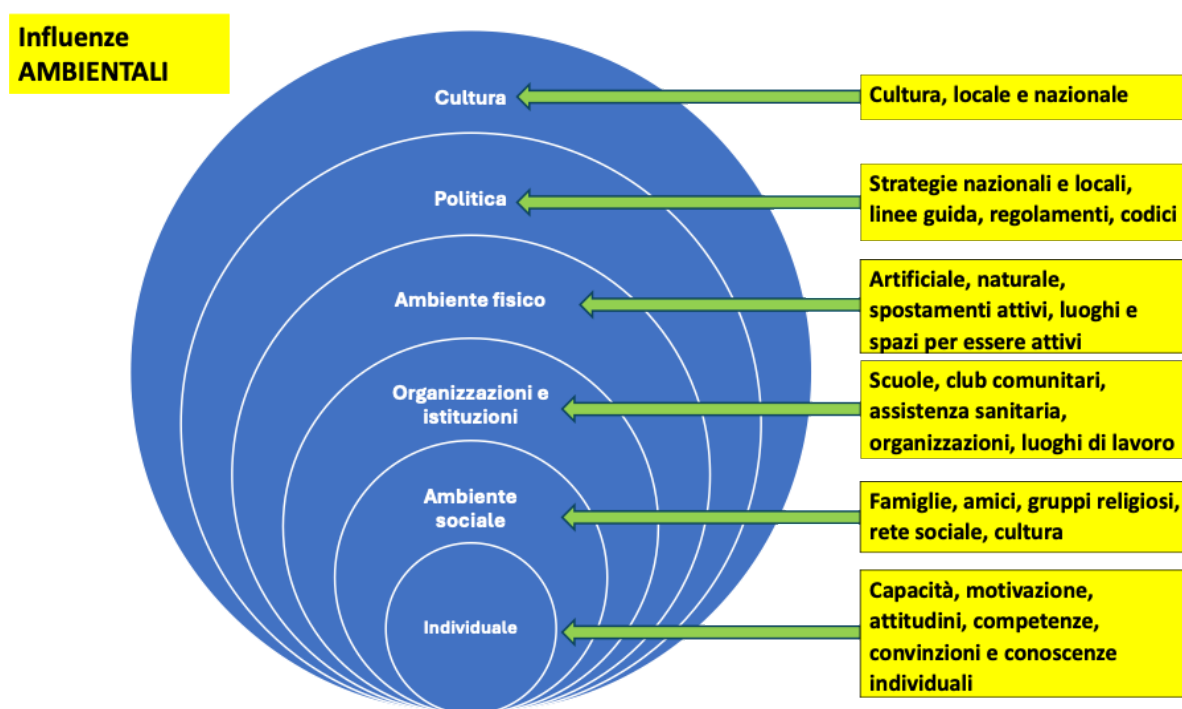 Influenze
AMBIENTALI
Cultura
Cultura, locale e nazionale
Politica
Strategie nazionali e locali,
linee guida, regolamenti, codici
Ambiente fisico
Artificiale, naturale,
spostamenti attivi, luoghi e
spazi per essere attivi
Organizzazioni e
istituzioni
Scuole, club comunitari,
assistenza sanitaria,
organizzazioni, luoghi di lavoro
Ambiente
sociale
Famiglie, amici, gruppi religiosi,
rete sociale, cultura
Individuale
Capacità, motivazione,
attitudini, competenze,
convinzioni e conoscenze
individuali